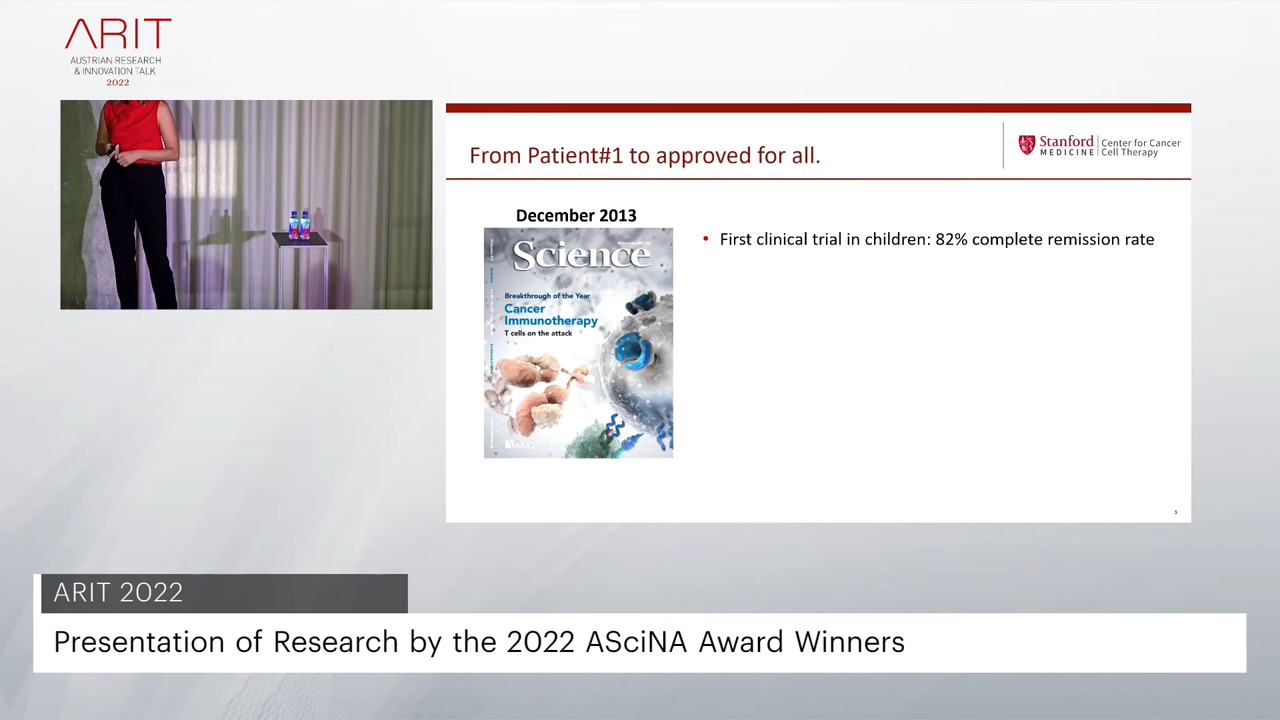 ARIT
AUSTRIAN RESEARCH
& INNOVATION TALK
2022
From Patient#1 to approved for all.
Stanford
MEDICINE
Center for Cancer
Cell Therapy
December 2013
Science
Breakthrough of the Year
Cancer
Immunotherapy
T cells on the attack
AAAS
• First clinical trial in children: 82% complete remission rate
5
ARIT 2022
Presentation of Research by the 2022 ASciNA Award Winners